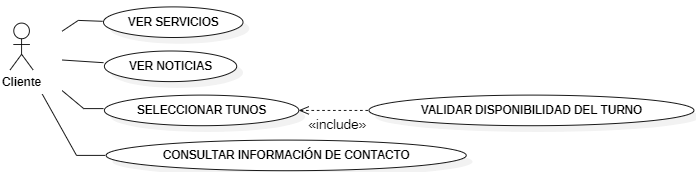 VER SERVICIOS
VER NOTICIAS
Cliente
SELECCIONAR TUNOS
VALIDAR DISPONIBILIDAD DEL TURNO
«include»
CONSULTAR INFORMACIÓN DE CONTACTO